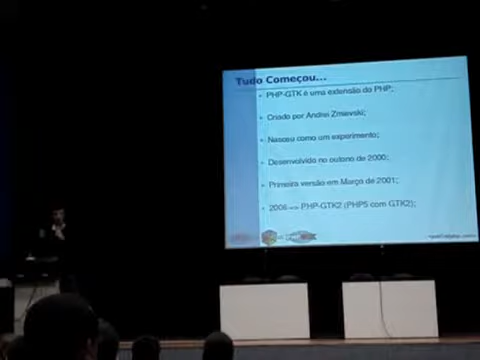 Tudo Começou...
PHP-GTK é uma extensão do PHP;
Criado por Andrei Zmievski;
Nasceu como um experimento;
Desenvolvido no outono de 2000;
Primeira versão em Março de 2001;
2006 => PHP-GTK2 (PHP5 com GTK2);